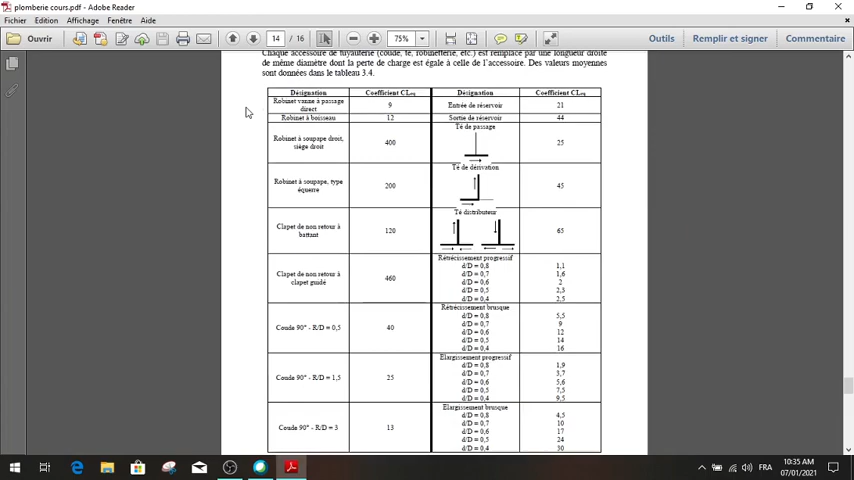 plomberie cours.pdf - Adobe Reader
Fichier Edition Affichage Fenêtre Aide
Ouvrir 14 / 16 75% Outils Remplir et signer Commentaire
Chaque accessoire de tuyauterie (coude, té, robinetterie, etc.) est remplacé par une longueur droite
de même diamètre dont la perte de charge est égale à celle de l'accessoire. Des valeurs moyennes
sont données dans le tableau 3.4.
Désignation Coefficient CLeq Désignation Coefficient CLeq
Robinet vanne à passage
direct 9 Entrée de réservoir 21
Robinet à boisseau 12 Sortie de réservoir 44
Robinet à soupape droit,
siège droit 400 Té de passage 25
Robinet à soupape, type
équerre 200 Té de dérivation 45
Clapet de non retour à
battant 120 Té distributeur 65
Clapet de non retour à
clapet guidé 460
Rétrécissement progressif
d/D = 0,8 1,1
d/D = 0,7 1,6
d/D = 0,6 2
d/D = 0,5 2,3
d/D = 0,4 2,5
Coude 90° - R/D = 0,5 40
Rétrécissement brusque
d/D = 0,8 5,5
d/D = 0,7 9
d/D = 0,6 12
d/D = 0,5 14
d/D = 0,4 16
Coude 90° - R/D = 1,5 25
Elargissement progressif
d/D = 0,8 1,9
d/D = 0,7 3,7
d/D = 0,6 5,6
d/D = 0,5 7,5
d/D = 0,4 9,5
Coude 90° - R/D = 3 13
Elargissement brusque
d/D = 0,8 4,5
d/D = 0,7 10
d/D = 0,6 17
d/D = 0,5 24
d/D = 0,4 30
FRA
10:35 AM
07/01/2021